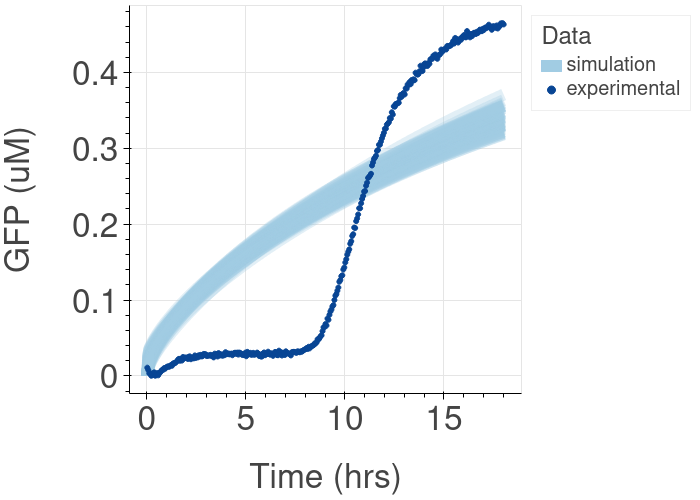 Data
simulation
experimental
0.4
0.3
0.2
0.1
0
GFP (uM)
0 5 10 15
Time (hrs)